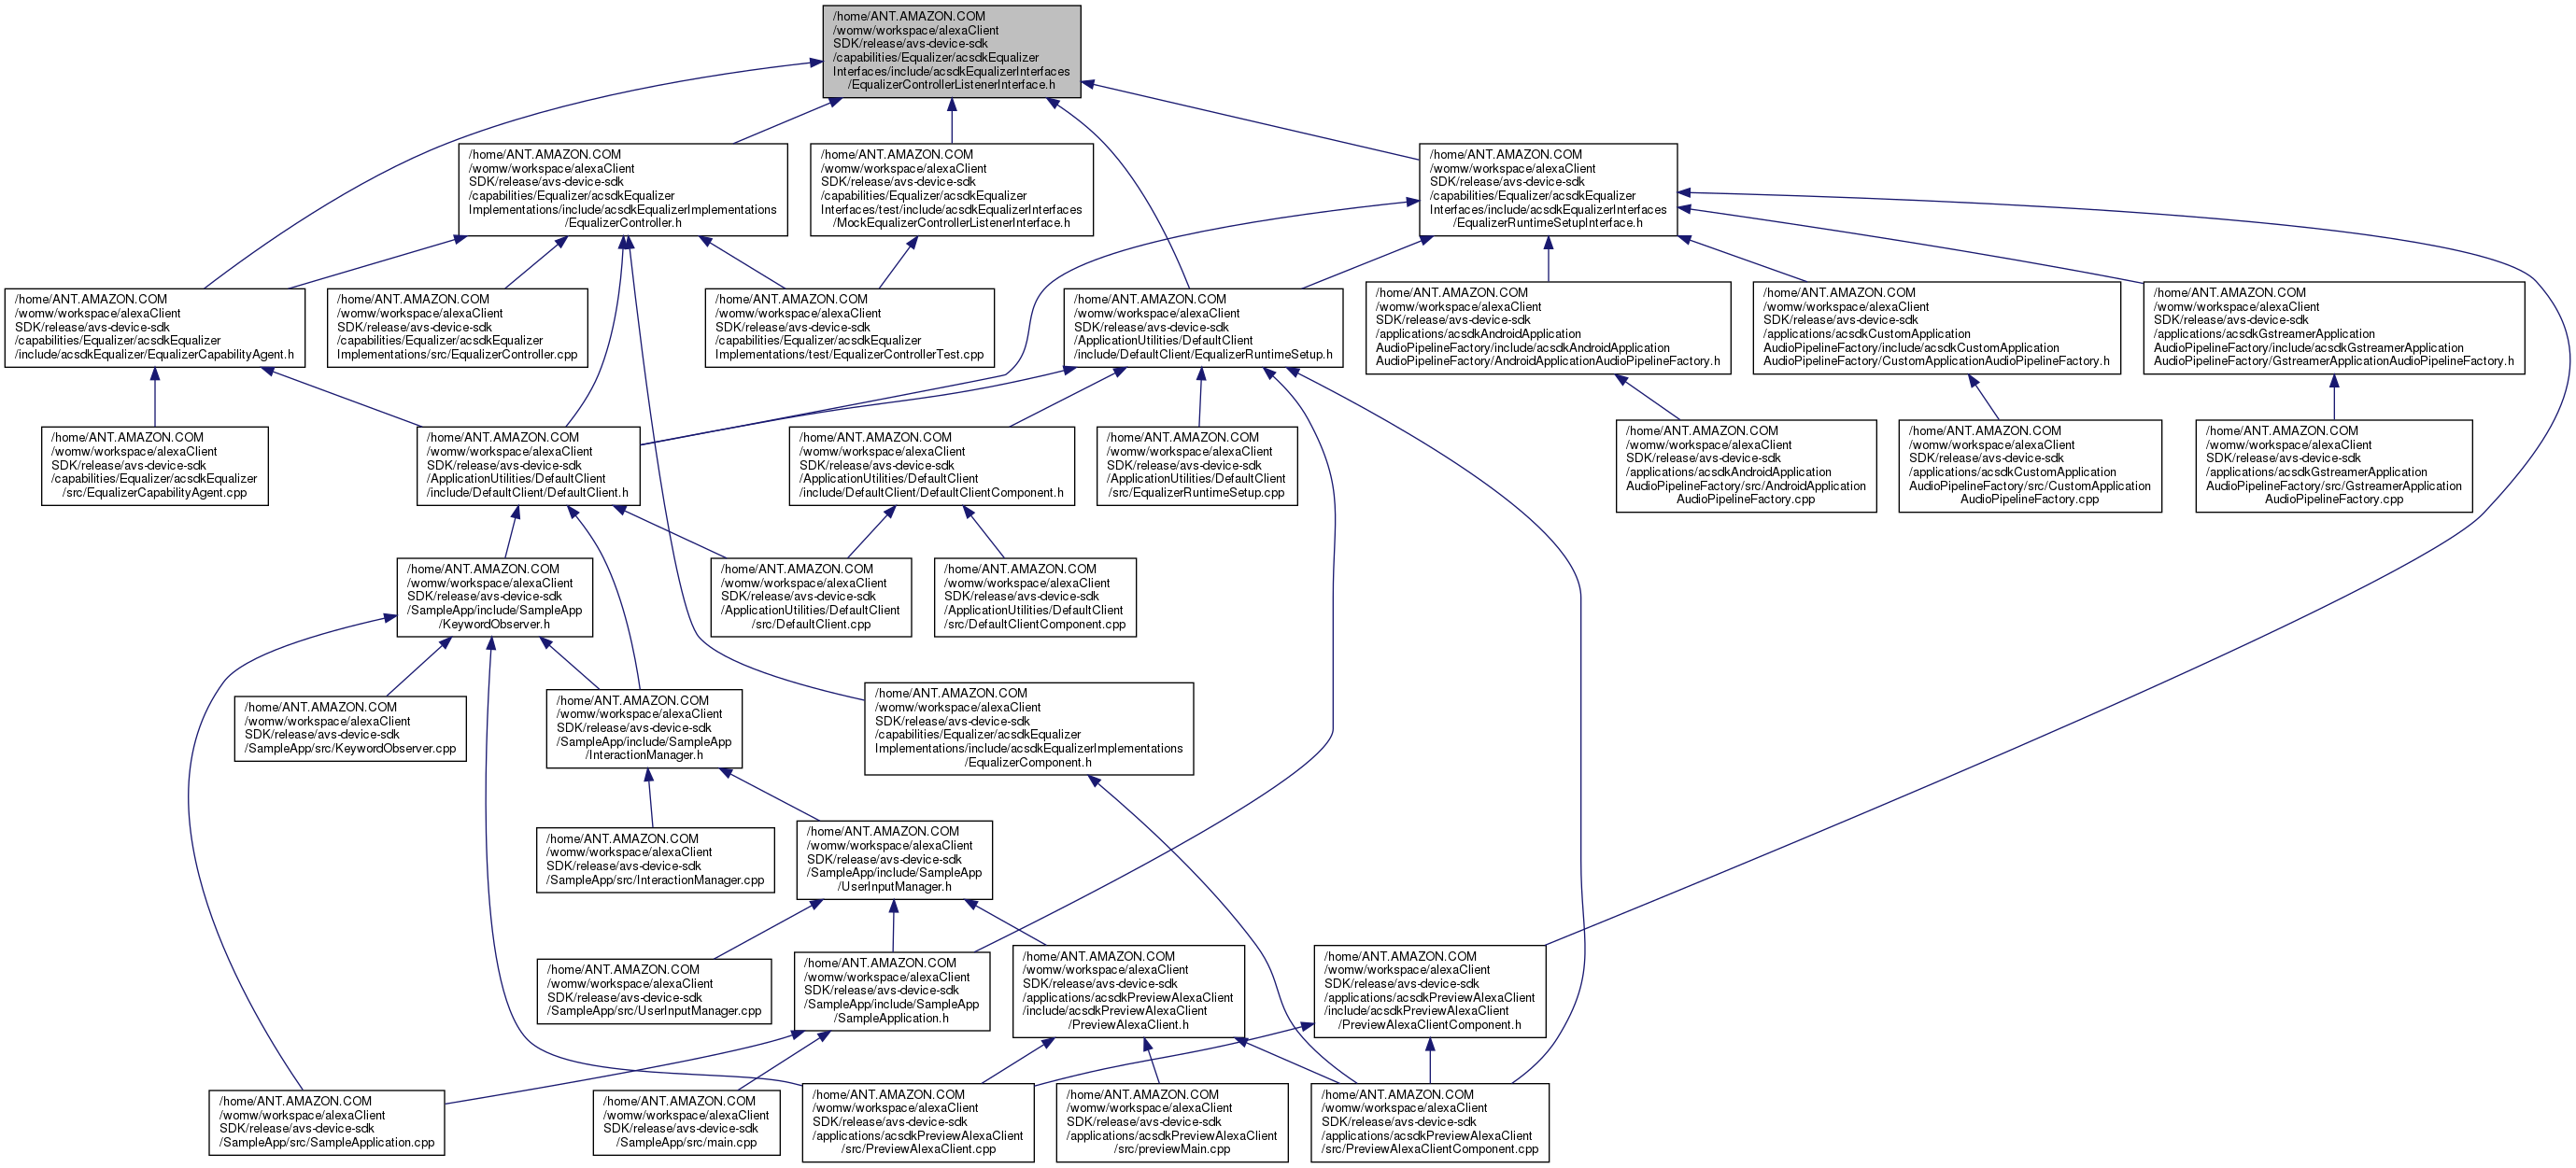 /home/ANT.AMAZON.COM
/womw/workspace/alexaClient
SDK/release/avs-device-sdk
/capabilities/Equalizer/acsdkEqualizer
Interfaces/include/acsdkEqualizerInterfaces
/EqualizerControllerListenerInterface.h
/home/ANT.AMAZON.COM
/womw/workspace/alexaClient
SDK/release/avs-device-sdk
/capabilities/Equalizer/acsdkEqualizer
Implementations/include/acsdkEqualizerImplementations
/EqualizerController.h
/home/ANT.AMAZON.COM
/womw/workspace/alexaClient
SDK/release/avs-device-sdk
/capabilities/Equalizer/acsdkEqualizer
Interfaces/test/include/acsdkEqualizerInterfaces
/MockEqualizerControllerListenerInterface.h
/home/ANT.AMAZON.COM
/womw/workspace/alexaClient
SDK/release/avs-device-sdk
/capabilities/Equalizer/acsdkEqualizer
Interfaces/include/acsdkEqualizerInterfaces
/EqualizerRuntimeSetupInterface.h
/home/ANT.AMAZON.COM
/womw/workspace/alexaClient
SDK/release/avs-device-sdk
/capabilities/Equalizer/acsdkEqualizer
/include/acsdkEqualizer/EqualizerCapabilityAgent.h
/home/ANT.AMAZON.COM
/womw/workspace/alexaClient
SDK/release/avs-device-sdk
/capabilities/Equalizer/acsdkEqualizer
Implementations/src/EqualizerController.cpp
/home/ANT.AMAZON.COM
/womw/workspace/alexaClient
SDK/release/avs-device-sdk
/capabilities/Equalizer/acsdkEqualizer
Implementations/test/EqualizerControllerTest.cpp
/home/ANT.AMAZON.COM
/womw/workspace/alexaClient
SDK/release/avs-device-sdk
/ApplicationUtilities/DefaultClient
/include/DefaultClient/EqualizerRuntimeSetup.h
/home/ANT.AMAZON.COM
/womw/workspace/alexaClient
SDK/release/avs-device-sdk
/applications/acsdkAndroidApplication
AudioPipelineFactory/include/acsdkAndroidApplication
AudioPipelineFactory/AndroidApplicationAudioPipelineFactory.h
/home/ANT.AMAZON.COM
/womw/workspace/alexaClient
SDK/release/avs-device-sdk
/applications/acsdkCustomApplication
AudioPipelineFactory/include/acsdkCustomApplication
AudioPipelineFactory/CustomApplicationAudioPipelineFactory.h
/home/ANT.AMAZON.COM
/womw/workspace/alexaClient
SDK/release/avs-device-sdk
/applications/acsdkGstreamerApplication
AudioPipelineFactory/include/acsdkGstreamerApplication
AudioPipelineFactory/GstreamerApplicationAudioPipelineFactory.h
/home/ANT.AMAZON.COM
/womw/workspace/alexaClient
SDK/release/avs-device-sdk
/capabilities/Equalizer/acsdkEqualizer
/src/EqualizerCapabilityAgent.cpp
/home/ANT.AMAZON.COM
/womw/workspace/alexaClient
SDK/release/avs-device-sdk
/ApplicationUtilities/DefaultClient
/include/DefaultClient/DefaultClient.h
/home/ANT.AMAZON.COM
/womw/workspace/alexaClient
SDK/release/avs-device-sdk
/ApplicationUtilities/DefaultClient
/include/DefaultClient/DefaultClientComponent.h
/home/ANT.AMAZON.COM
/womw/workspace/alexaClient
SDK/release/avs-device-sdk
/ApplicationUtilities/DefaultClient
/src/EqualizerRuntimeSetup.cpp
/home/ANT.AMAZON.COM
/womw/workspace/alexaClient
SDK/release/avs-device-sdk
/applications/acsdkAndroidApplication
AudioPipelineFactory/src/AndroidApplication
AudioPipelineFactory.cpp
/home/ANT.AMAZON.COM
/womw/workspace/alexaClient
SDK/release/avs-device-sdk
/applications/acsdkCustomApplication
AudioPipelineFactory/src/CustomApplication
AudioPipelineFactory.cpp
/home/ANT.AMAZON.COM
/womw/workspace/alexaClient
SDK/release/avs-device-sdk
/applications/acsdkGstreamerApplication
AudioPipelineFactory/src/GstreamerApplication
AudioPipelineFactory.cpp
/home/ANT.AMAZON.COM
/womw/workspace/alexaClient
SDK/release/avs-device-sdk
/SampleApp/include/SampleApp
/KeywordObserver.h
/home/ANT.AMAZON.COM
/womw/workspace/alexaClient
SDK/release/avs-device-sdk
/ApplicationUtilities/DefaultClient
/src/DefaultClient.cpp
/home/ANT.AMAZON.COM
/womw/workspace/alexaClient
SDK/release/avs-device-sdk
/ApplicationUtilities/DefaultClient
/src/DefaultClientComponent.cpp
/home/ANT.AMAZON.COM
/womw/workspace/alexaClient
SDK/release/avs-device-sdk
/SampleApp/src/KeywordObserver.cpp
/home/ANT.AMAZON.COM
/womw/workspace/alexaClient
SDK/release/avs-device-sdk
/SampleApp/include/SampleApp
/InteractionManager.h
/home/ANT.AMAZON.COM
/womw/workspace/alexaClient
SDK/release/avs-device-sdk
/capabilities/Equalizer/acsdkEqualizer
Implementations/include/acsdkEqualizerImplementations
/EqualizerComponent.h
/home/ANT.AMAZON.COM
/womw/workspace/alexaClient
SDK/release/avs-device-sdk
/SampleApp/src/InteractionManager.cpp
/home/ANT.AMAZON.COM
/womw/workspace/alexaClient
SDK/release/avs-device-sdk
/SampleApp/include/SampleApp
/UserInputManager.h
/home/ANT.AMAZON.COM
/womw/workspace/alexaClient
SDK/release/avs-device-sdk
/SampleApp/src/UserInputManager.cpp
/home/ANT.AMAZON.COM
/womw/workspace/alexaClient
SDK/release/avs-device-sdk
/SampleApp/include/SampleApp
/SampleApplication.h
/home/ANT.AMAZON.COM
/womw/workspace/alexaClient
SDK/release/avs-device-sdk
/applications/acsdkPreviewAlexaClient
/include/acsdkPreviewAlexaClient
/PreviewAlexaClient.h
/home/ANT.AMAZON.COM
/womw/workspace/alexaClient
SDK/release/avs-device-sdk
/applications/acsdkPreviewAlexaClient
/include/acsdkPreviewAlexaClient
/PreviewAlexaClientComponent.h
/home/ANT.AMAZON.COM
/womw/workspace/alexaClient
SDK/release/avs-device-sdk
/SampleApp/src/SampleApplication.cpp
/home/ANT.AMAZON.COM
/womw/workspace/alexaClient
SDK/release/avs-device-sdk
/SampleApp/src/main.cpp
/home/ANT.AMAZON.COM
/womw/workspace/alexaClient
SDK/release/avs-device-sdk
/applications/acsdkPreviewAlexaClient
/src/PreviewAlexaClient.cpp
/home/ANT.AMAZON.COM
/womw/workspace/alexaClient
SDK/release/avs-device-sdk
/applications/acsdkPreviewAlexaClient
/src/previewMain.cpp
/home/ANT.AMAZON.COM
/womw/workspace/alexaClient
SDK/release/avs-device-sdk
/applications/acsdkPreviewAlexaClient
/src/PreviewAlexaClientComponent.cpp